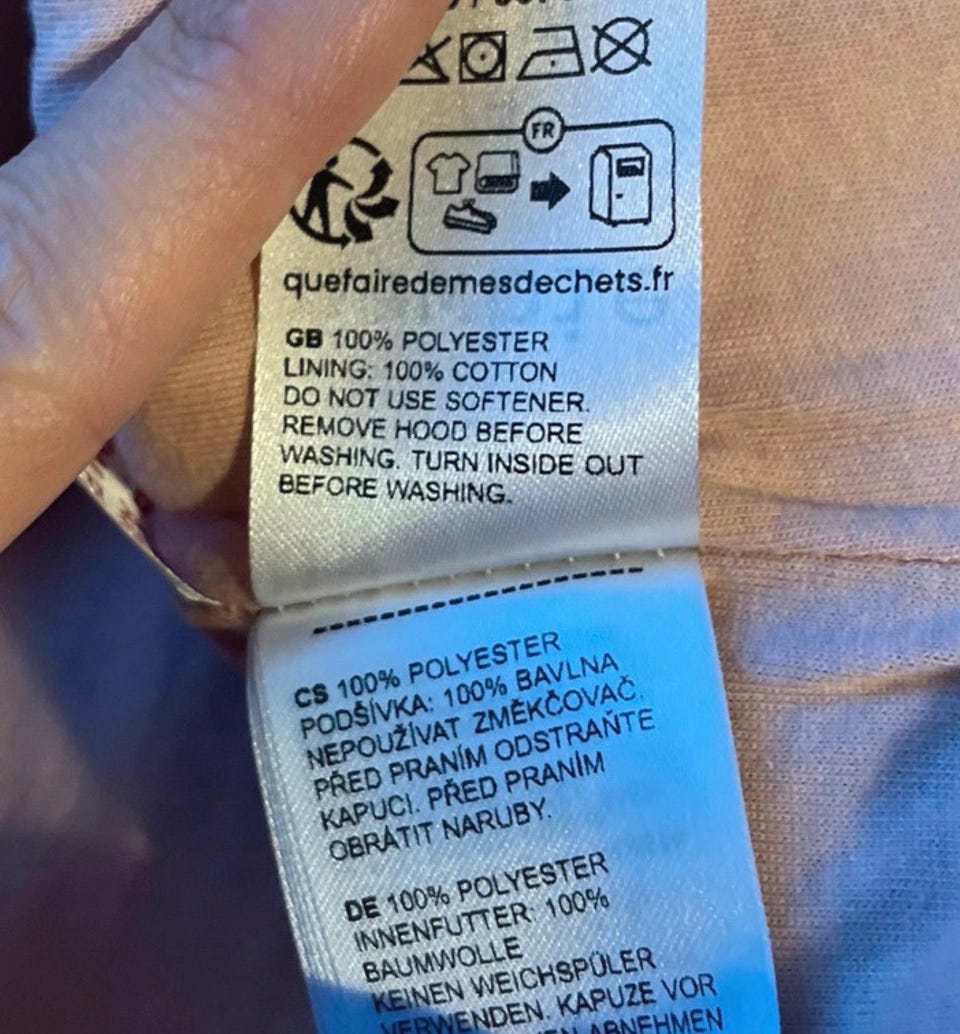 FR
quefairedemesdechets.fr
GB 100% POLYESTER
LINING: 100% COTTON
DO NOT USE SOFTENER.
REMOVE HOOD BEFORE
WASHING. TURN INSIDE OUT
BEFORE WASHING.
CS 100% POLYESTER
PODŠÍVKA: 100% BAVLNA
NEPOUŽÍVAT ZMĚKČOVAČ.
PŘED PRANÍM ODSTRAŇTE
KAPUCI. PŘED PRANÍM
OBRÁTIT NARUBY.
DE 100% POLYESTER
INNENFUTTER: 100%
BAUMWOLLE
KEINEN WEICHSPÜLER
VERWENDEN. KAPUZE VOR
ABNEHMEN